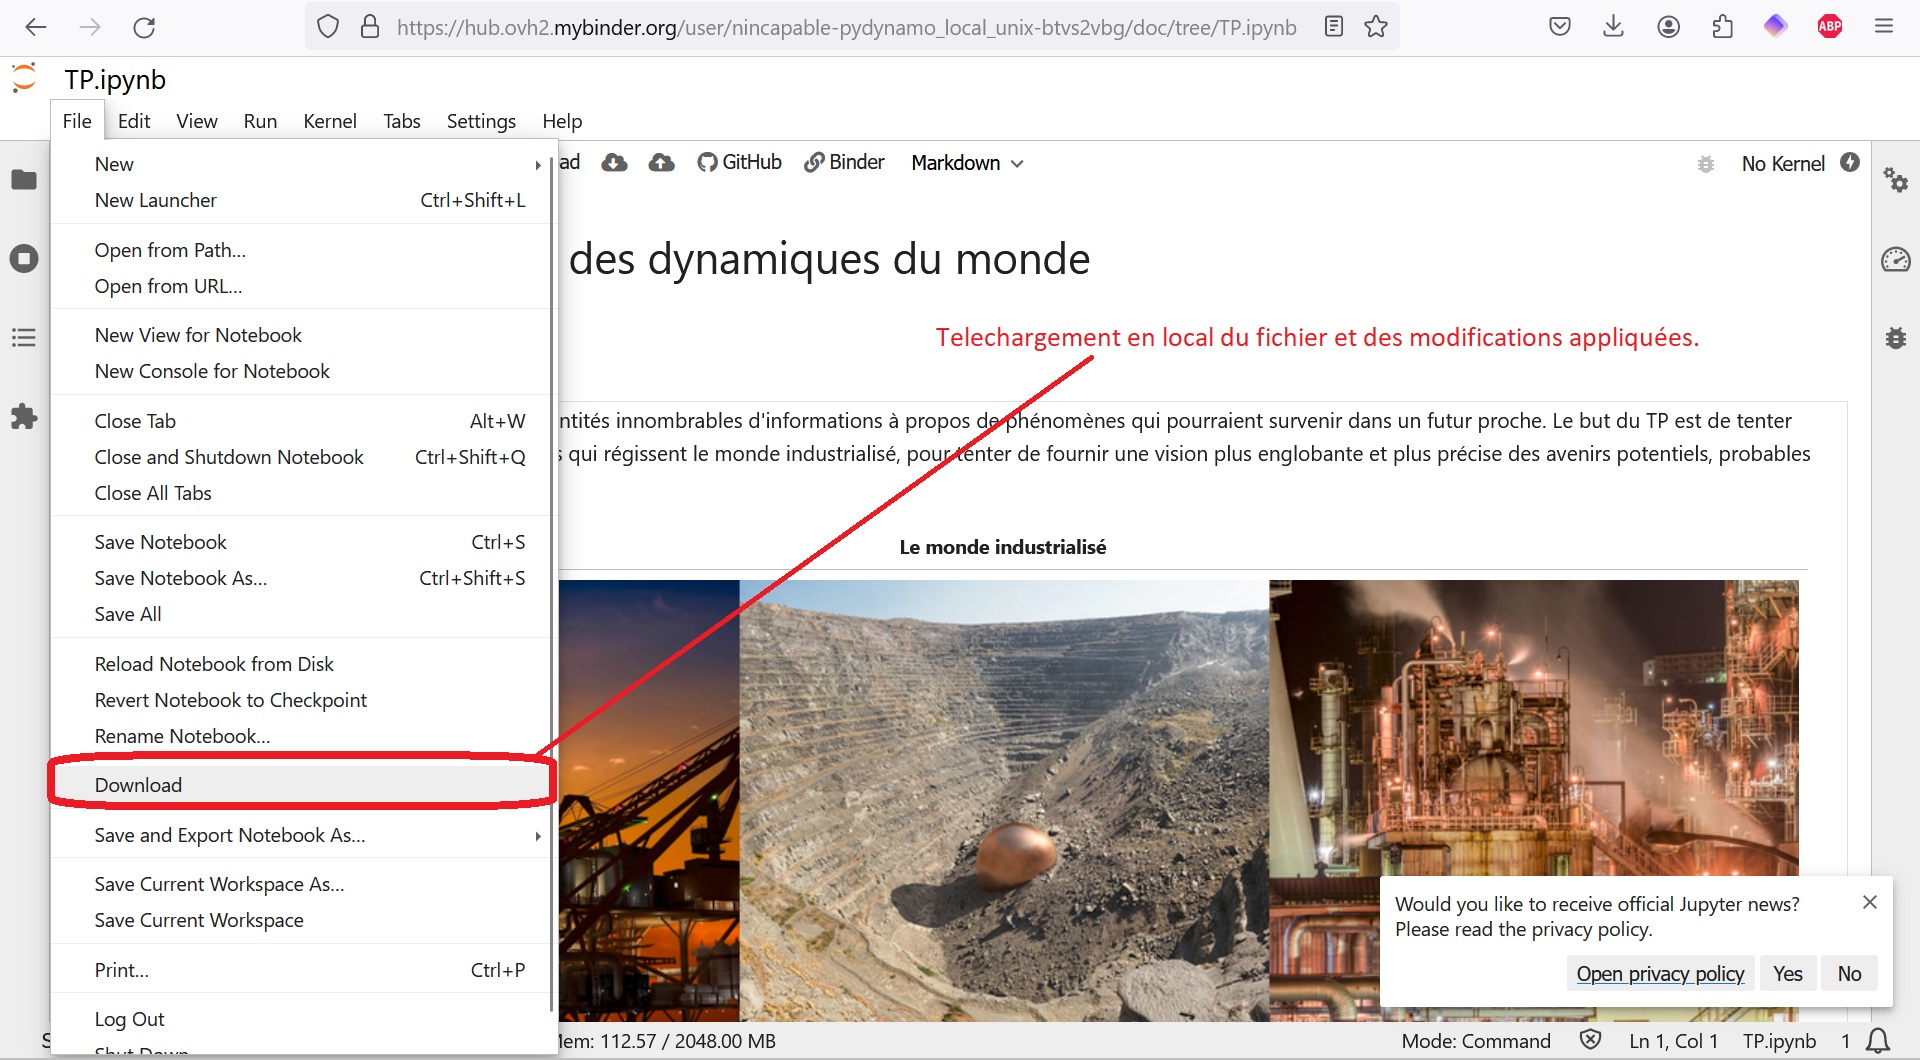 https://hub.ovh2.mybinder.org/user/nincapable-pydynamo_local_unix-btvs2vbg/doc/tree/TP.ipynb
ABP
TP.ipynb
File Edit View Run Kernel Tabs Settings Help
ad GitHub Binder Markdown No Kernel
New
New Launcher Ctrl+Shift+L
Open from Path...
Open from URL...
New View for Notebook
New Console for Notebook
Close Tab Alt+W
Close and Shutdown Notebook Ctrl+Shift+Q
Close All Tabs
Save Notebook Ctrl+S
Save Notebook As... Ctrl+Shift+S
Save All
Reload Notebook from Disk
Revert Notebook to Checkpoint
Rename Notebook...
Download
Save and Export Notebook As...
Save Current Workspace As...
Save Current Workspace
Print... Ctrl+P
Log Out
Shut Down
des dynamiques du monde
Telechargement en local du fichier et des modifications appliquées.
ntités innombrables d'informations à propos de phénomènes qui pourraient survenir dans un futur proche. Le but du TP est de tenter
s qui régissent le monde industrialisé, pour tenter de fournir une vision plus englobante et plus précise des avenirs potentiels, probables
Le monde industrialisé
Would you like to receive official Jupyter news?
Please read the privacy policy.
Open privacy policy Yes No
Mem: 112.57 / 2048.00 MB
Mode: Command Ln 1, Col 1 TP.ipynb 1